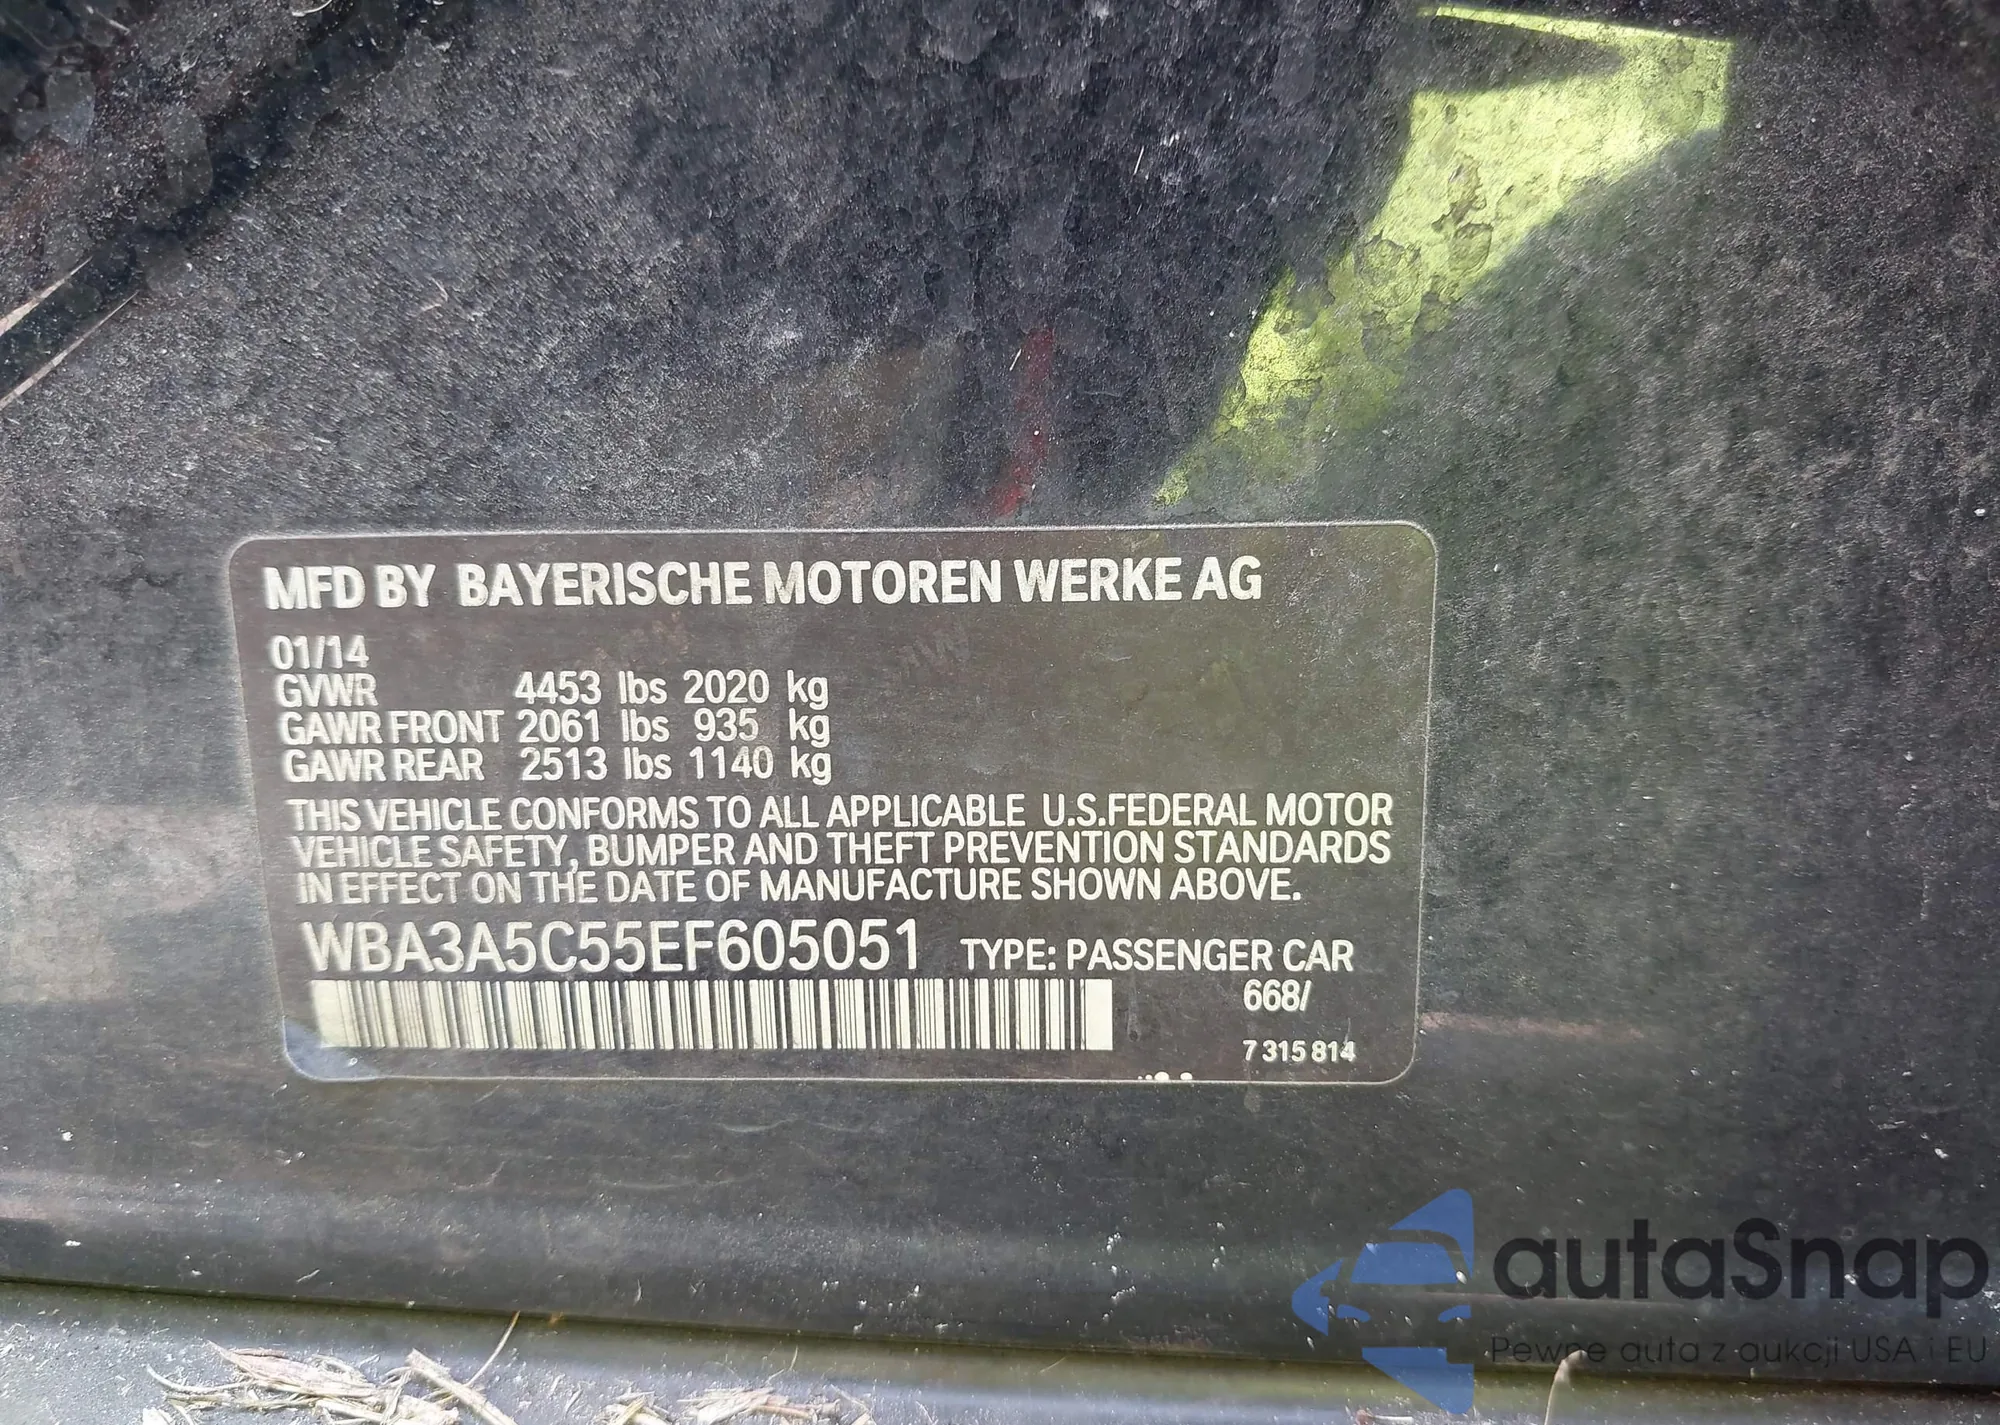 MFD BY BAYERISCHE MOTOREN WERKE AG
01/14
GVWR 4453 lbs 2020 kg
GAWR FRONT 2061 lbs 935 kg
GAWR REAR 2513 lbs 1140 kg
THIS VEHICLE CONFORMS TO ALL APPLICABLE U.S.FEDERAL MOTOR
VEHICLE SAFETY, BUMPER AND THEFT PREVENTION STANDARDS
IN EFFECT ON THE DATE OF MANUFACTURE SHOWN ABOVE.
WBA3A5C55EF605051 TYPE: PASSENGER CAR
668/
7 315 814
autaSnap
Pewne auta z aukcji USA i EU